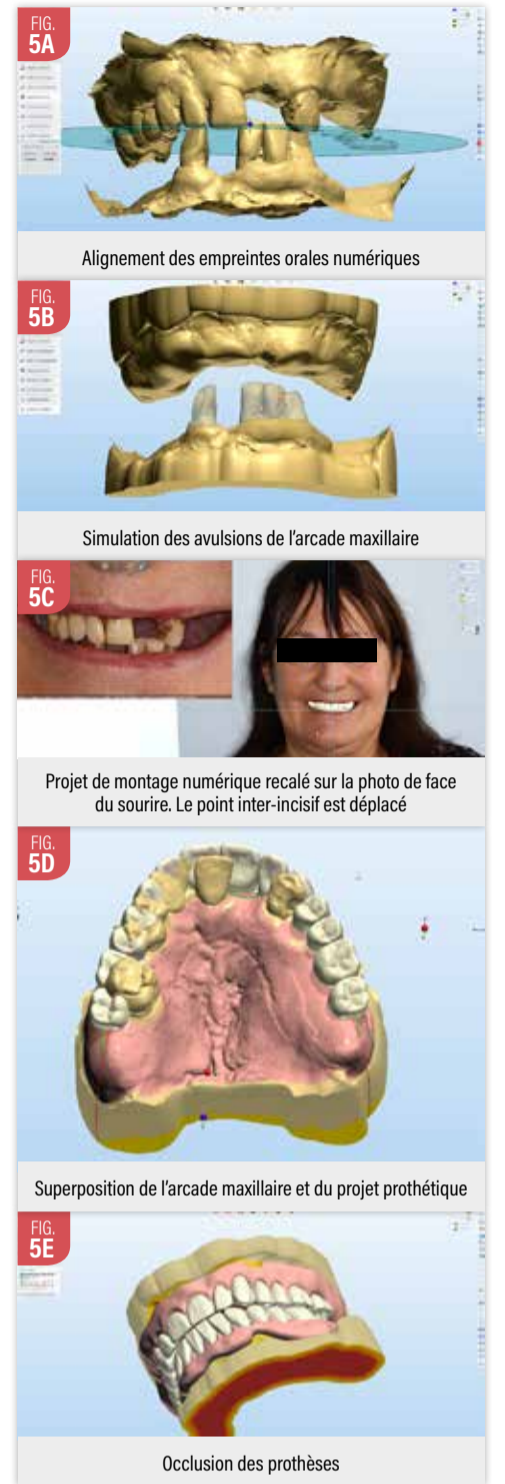 FIG.
5A
Alignement des empreintes orales numériques
FIG.
5B
Simulation des avulsions de l'arcade maxillaire
FIG.
5C
Projet de montage numérique recalé sur la photo de face
du sourire. Le point inter-incisif est déplacé
FIG.
5D
Superposition de l'arcade maxillaire et du projet prothétique
FIG.
5E
Occlusion des prothèses